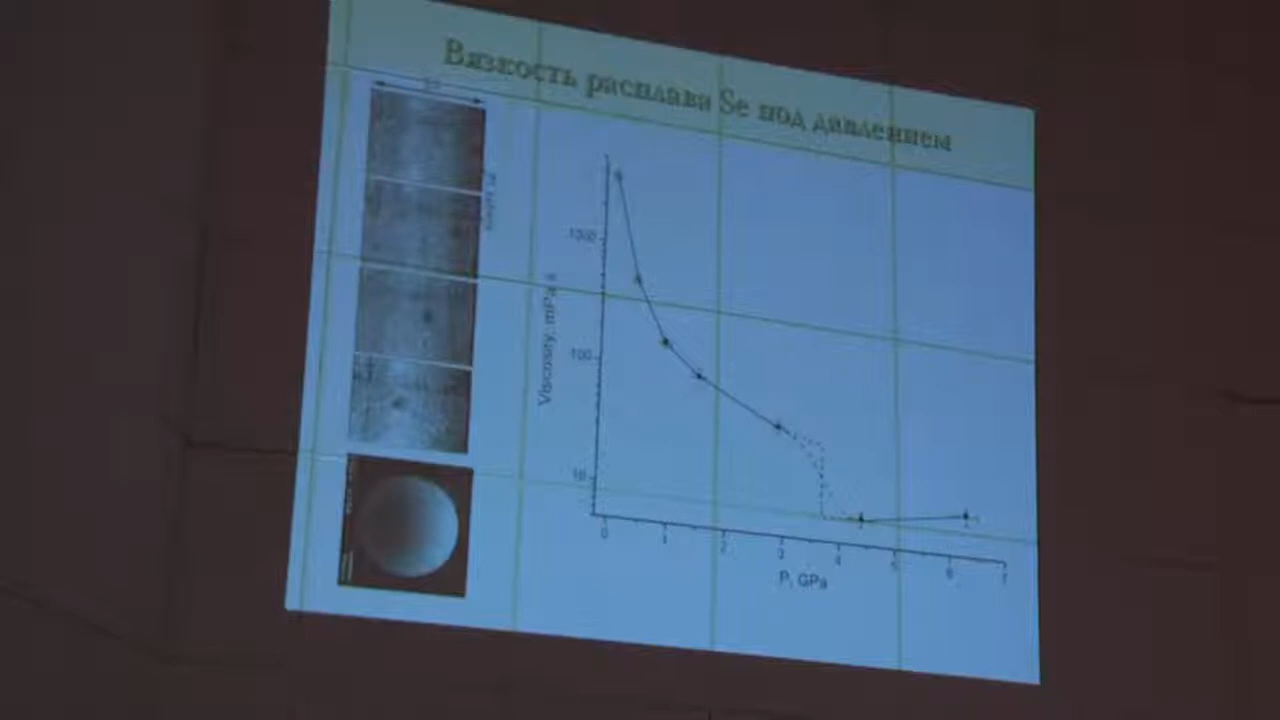 Вязкость расплава Se под давлением
1000
100
10
Viscosity, mPa s
0 1 2 3 4 5 6 7
P, GPa